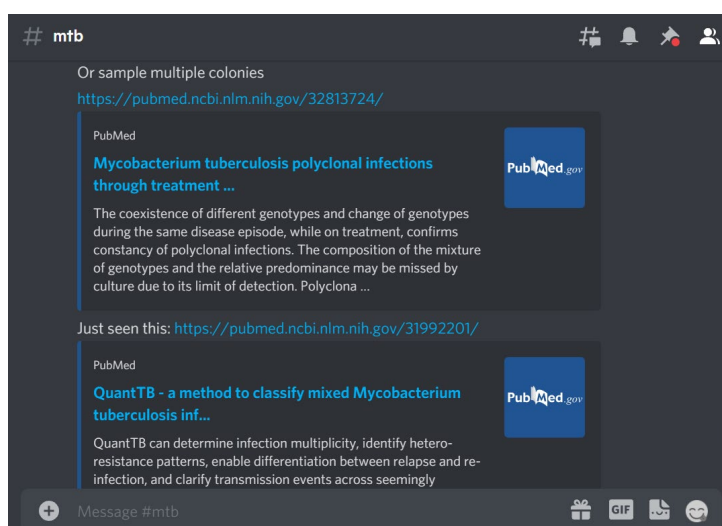 # mtb
Or sample multiple colonies
https://pubmed.ncbi.nlm.nih.gov/32813724/
PubMed
Mycobacterium tuberculosis polyclonal infections
through treatment ...
PubMed.gov
The coexistence of different genotypes and change of genotypes
during the same disease episode, while on treatment, confirms
constancy of polyclonal infections. The composition of the mixture
of genotypes and the relative predominance may be missed by
culture due to its limit of detection. Polyclona ...
Just seen this: https://pubmed.ncbi.nlm.nih.gov/31992201/
PubMed
QuantTB - a method to classify mixed Mycobacterium
tuberculosis inf...
PubMed.gov
QuantTB can determine infection multiplicity, identify hetero-
resistance patterns, enable differentiation between relapse and re-
infection, and clarify transmission events across seemingly
Message #mtb
GIF